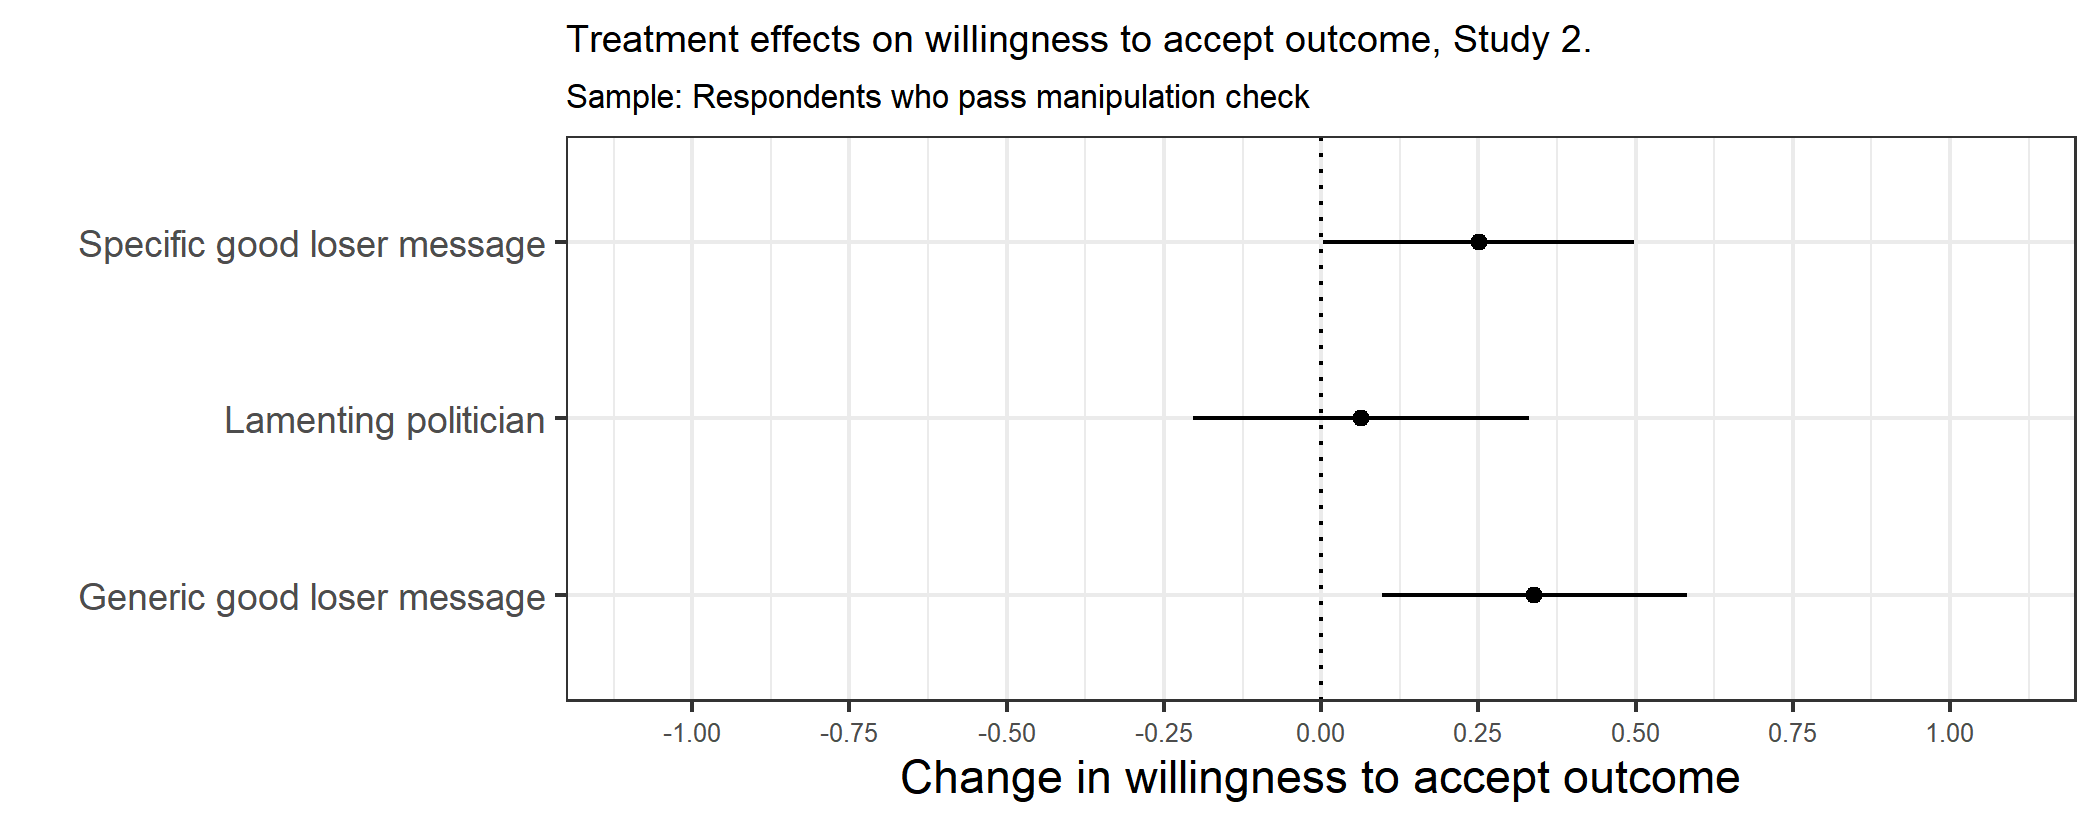 Treatment effects on willingness to accept outcome, Study 2.
Sample: Respondents who pass manipulation check
Specific good loser message
Lamenting politician
Generic good loser message
-1.00 -0.75 -0.50 -0.25 0.00 0.25 0.50 0.75 1.00
Change in willingness to accept outcome